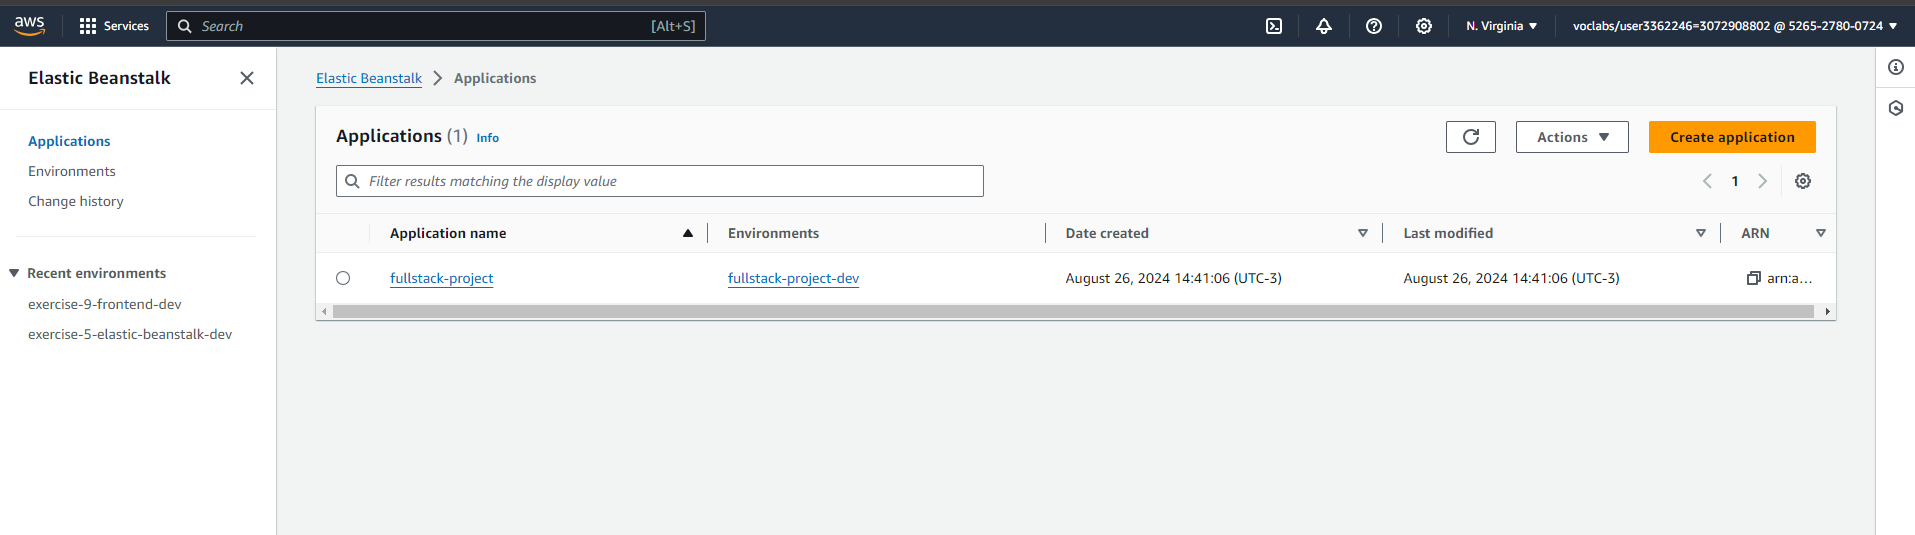 aws Services Search [Alt+S] N. Virginia voclabs/user3362246=3072908802 @ 5265-2780-0724
Elastic Beanstalk
Applications
Environments
Change history
Recent environments
exercise-9-frontend-dev
exercise-5-elastic-beanstalk-dev
Elastic Beanstalk Applications
Applications (1) Info Actions Create application
Filter results matching the display value 1
Application name Environments Date created Last modified ARN
fullstack-project fullstack-project-dev August 26, 2024 14:41:06 (UTC-3) August 26, 2024 14:41:06 (UTC-3) arn:a...